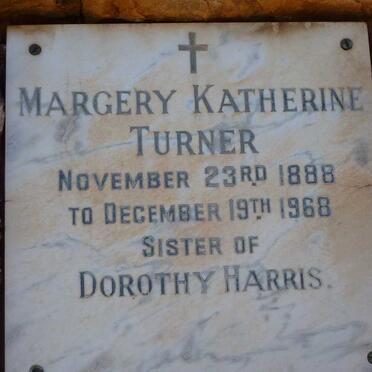 MARGERY KATHERINE
TURNER
NOVEMBER 23RD 1888
TO DECEMBER 19TH 1968
SISTER OF
DOROTHY HARRIS.